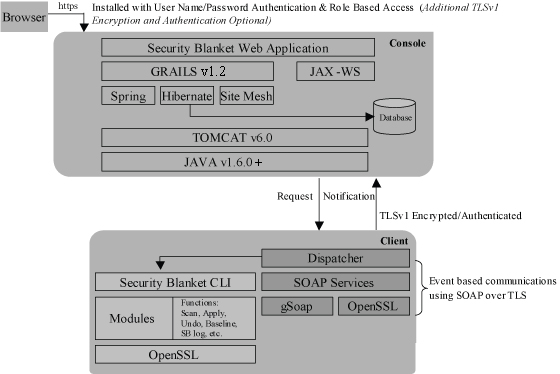 Browser
https
Installed with User Name/Password Authentication & Role Based Access (Additional TLSv1
Encryption and Authentication Optional)
Console
Security Blanket Web Application
GRAILS v1.2
JAX -WS
Spring
Hibernate
Site Mesh
Database
TOMCAT v6.0
JAVA v1.6.0+
Request
Notification
TLSv1 Encrypted/Authenticated
Client
Dispatcher
Security Blanket CLI
SOAP Services
Modules
Functions:
Scan, Apply,
Undo, Baseline,
SB log, etc.
gSoap
OpenSSL
OpenSSL
Event based communications
using SOAP over TLS